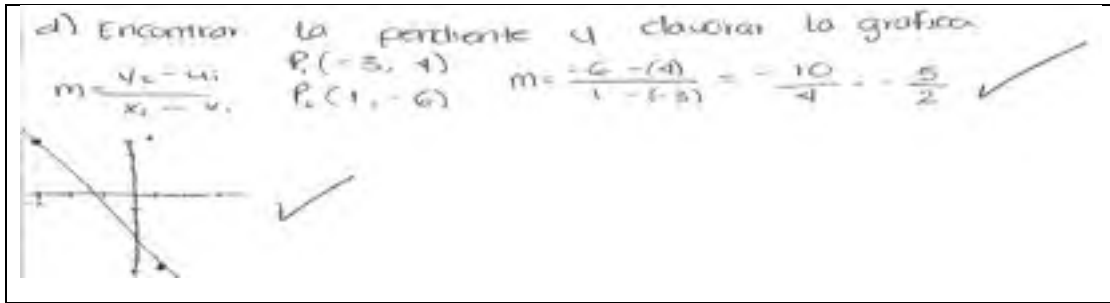 d) Encontrar la pendiente y elavorar la grafica
m = y₂ - y₁ / x₂ - x₁ P₁(-3, 4) m = -6 - (4) / 1 - (-3) = - 10 / 4 = - 5 / 2
P₂(1, -6)